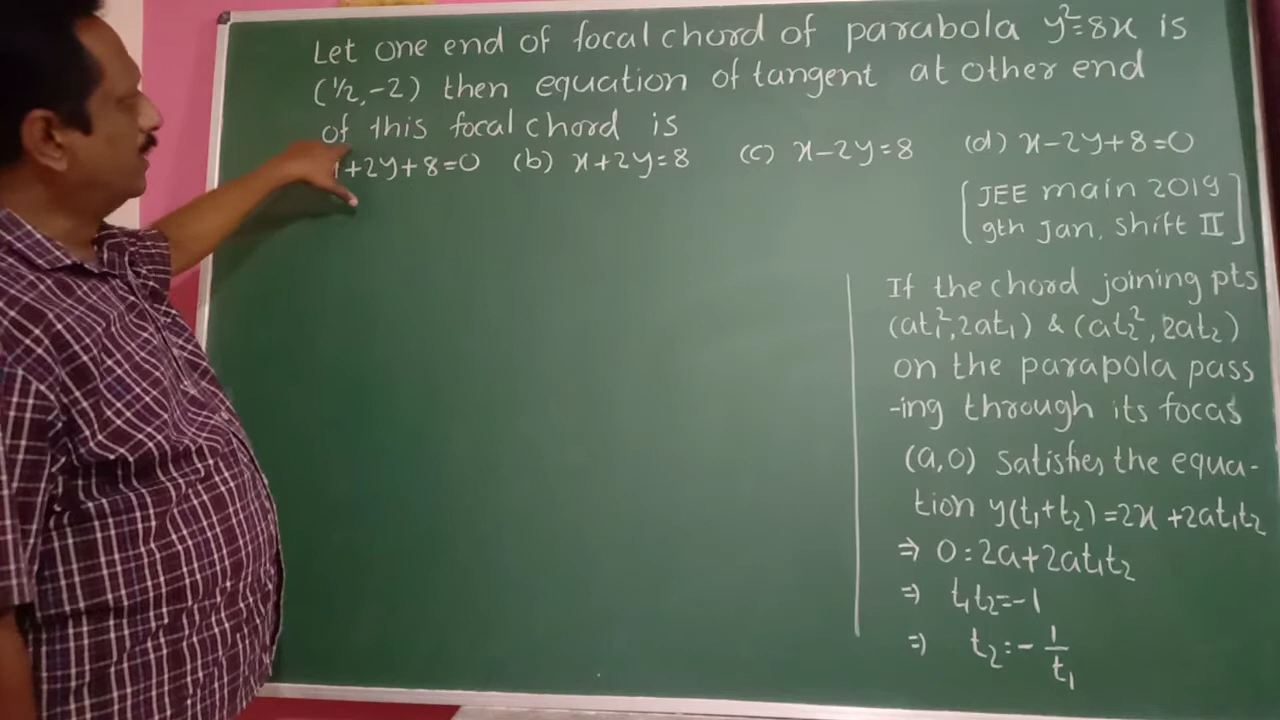 Let one end of focal chord of parabola y²=8x is
(1/2,-2) then equation of tangent at other end
of this focal chord is
+2y+8=0 (b) x+2y=8 (c) x-2y=8 (d) x-2y+8=0
[JEE main 2019
9th Jan, Shift II]
If the chord joining pts
(at₁²,2at₁) & (at₂²,2at₂)
on the parapola pass
-ing through its focas
(a,0) Satisfies the equa-
tion y(t₁+t₂)=2x+2at₁t₂
⇒ 0=2a+2at₁t₂
⇒ t₁t₂=-1
⇒ t₂=-1/t₁